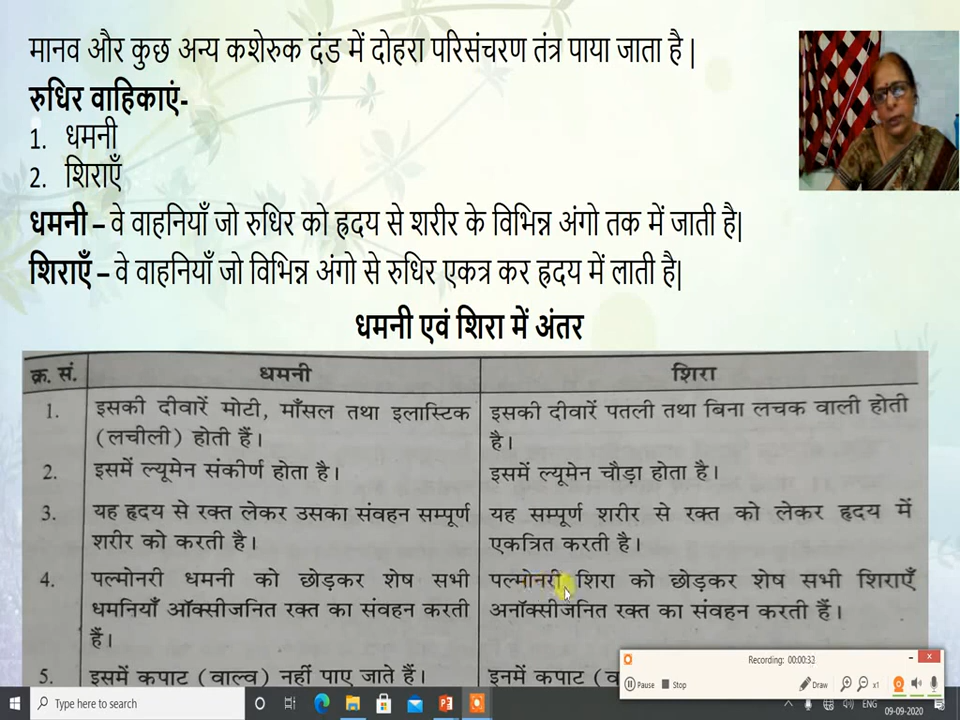 मानव और कुछ अन्य कशेरुक दंड में दोहरा परिसंचरण तंत्र पाया जाता है |
रुधिर वाहिकाएं-
1. धमनी
2. शिराएँ
धमनी – वे वाहनियाँ जो रुधिर को ह्रदय से शरीर के विभिन्न अंगो तक में जाती है|
शिराएँ – वे वाहनियाँ जो विभिन्न अंगो से रुधिर एकत्र कर ह्रदय में लाती है|
धमनी एवं शिरा में अंतर
क्र. सं. धमनी शिरा
1. इसकी दीवारें मोटी, माँसल तथा इलास्टिक इसकी दीवारें पतली तथा बिना लचक वाली होती
(लचीली) होती हैं। है।
2. इसमें ल्यूमेन संकीर्ण होता है। इसमें ल्यूमेन चौड़ा होता है।
3. यह हृदय से रक्त लेकर उसका संवहन सम्पूर्ण यह सम्पूर्ण शरीर से रक्त को लेकर हृदय में
शरीर को करती है। एकत्रित करती है।
4. पल्मोनरी धमनी को छोड़कर शेष सभी पल्मोनरी शिरा को छोड़कर शेष सभी शिराएँ
धमनियाँ ऑक्सीजनित रक्त का संवहन करती अनॉक्सीजनित रक्त का संवहन करती हैं।
हैं।
5. इसमें कपाट (वाल्व) नहीं पाए जाते हैं। इनमें कपाट (व
Recording: 00:00:32
Pause Stop Draw x1
Type here to search
ENG
09-09-2020